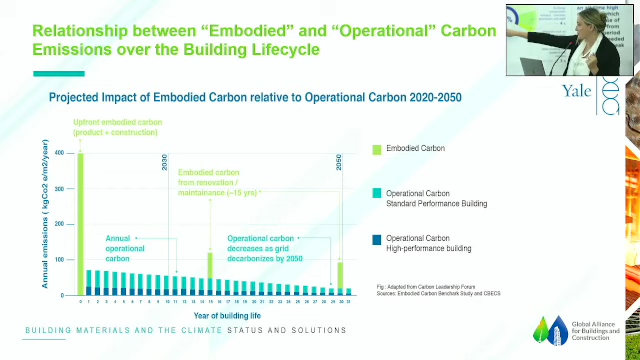 Relationship between “Embodied” and “Operational” Carbon
Emissions over the Building Lifecycle
Projected Impact of Embodied Carbon relative to Operational Carbon 2020-2050
Yale
Upfront embodied carbon
(product + construction)
Annual emissions ( kgCo2 e/m2/year)
400
300
200
100
0
2030
2050
Embodied carbon
from renovation /
maintainance (~15 yrs)
Annual
operational
carbon
Operational carbon
decreases as grid
decarbonizes by 2050
0 1 2 3 4 5 6 7 8 9 10 11 12 13 14 15 16 17 18 19 20 21 22 23 24 25 26 27 28 29 30 31
Year of building life
Embodied Carbon
Operational Carbon
Standard Performance Building
Operational Carbon
High-performance building
Fig : Adapted from Carbon Leadership Forum
Sources: Embodied Carbon Benchark Study and CBECS
BUILDING MATERIALS AND THE CLIMATE STATUS AND SOLUTIONS
Global Alliance
for Buildings and
Construction